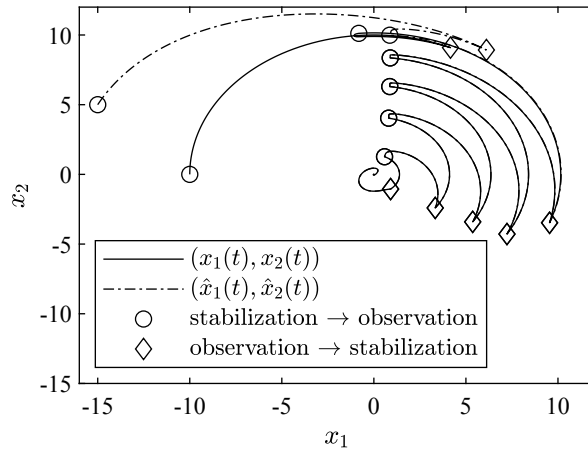 10
5
0
-5
-10
-15
x₂
(x₁(t), x₂(t))
(x̂₁(t), x̂₂(t))
stabilization → observation
observation → stabilization
-15 -10 -5 0 5 10
x₁